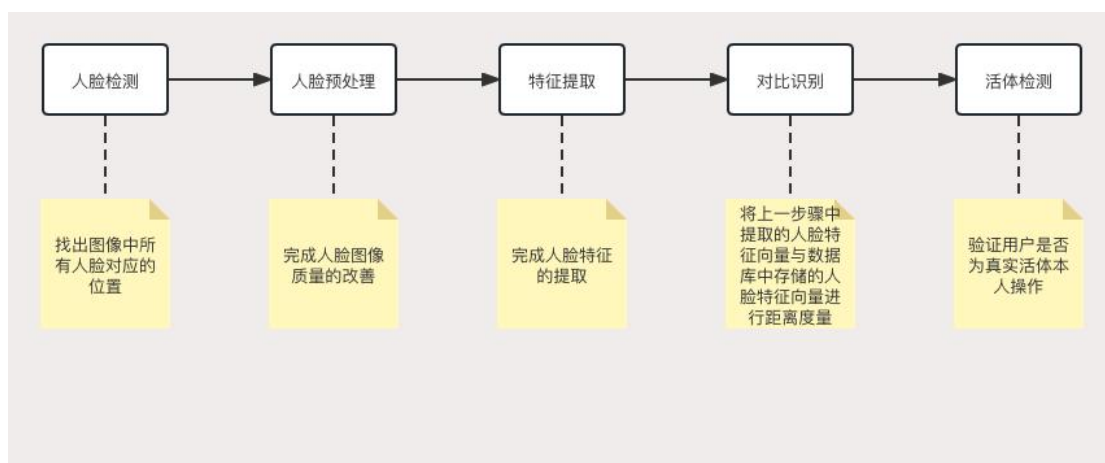 人脸检测
人脸预处理
特征提取
对比识别
活体检测
找出图像中所
有人脸对应的
位置
完成人脸图像
质量的改善
完成人脸特征
的提取
将上一步骤中
提取的人脸特
征向量与数据
库中存储的人
脸特征向量进
行距离度量
验证用户是否
为真实活体本
人操作